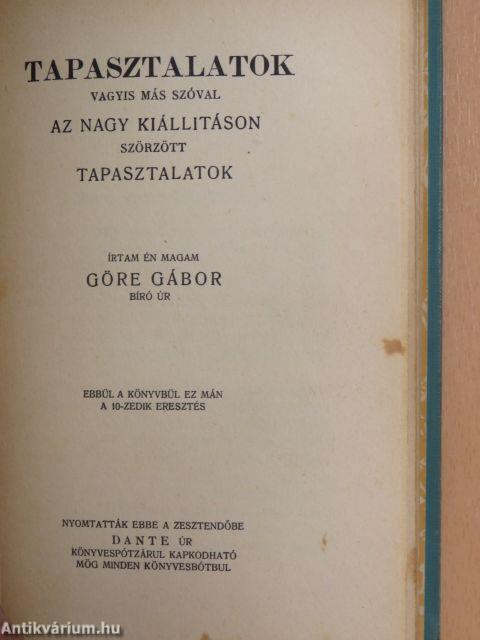 TAPASZTALATOK
VAGYIS MÁS SZÓVAL
AZ NAGY KIÁLLITÁSON
SZÖRZÖTT
TAPASZTALATOK
ÍRTAM ÉN MAGAM
GÖRE GÁBOR
BÍRÓ ÚR
EBBÜL A KÖNYVBÜL EZ MÁN
A 10-ZEDIK ERESZTÉS
NYOMTATTÁK EBBE A ZESZTENDŐBE
DANTE ÚR
KÖNYVESPÓTZÁRUL KAPKODHATÓ
MÖG MINDEN KÖNYVESBÓTBUL
Antikvárium.hu